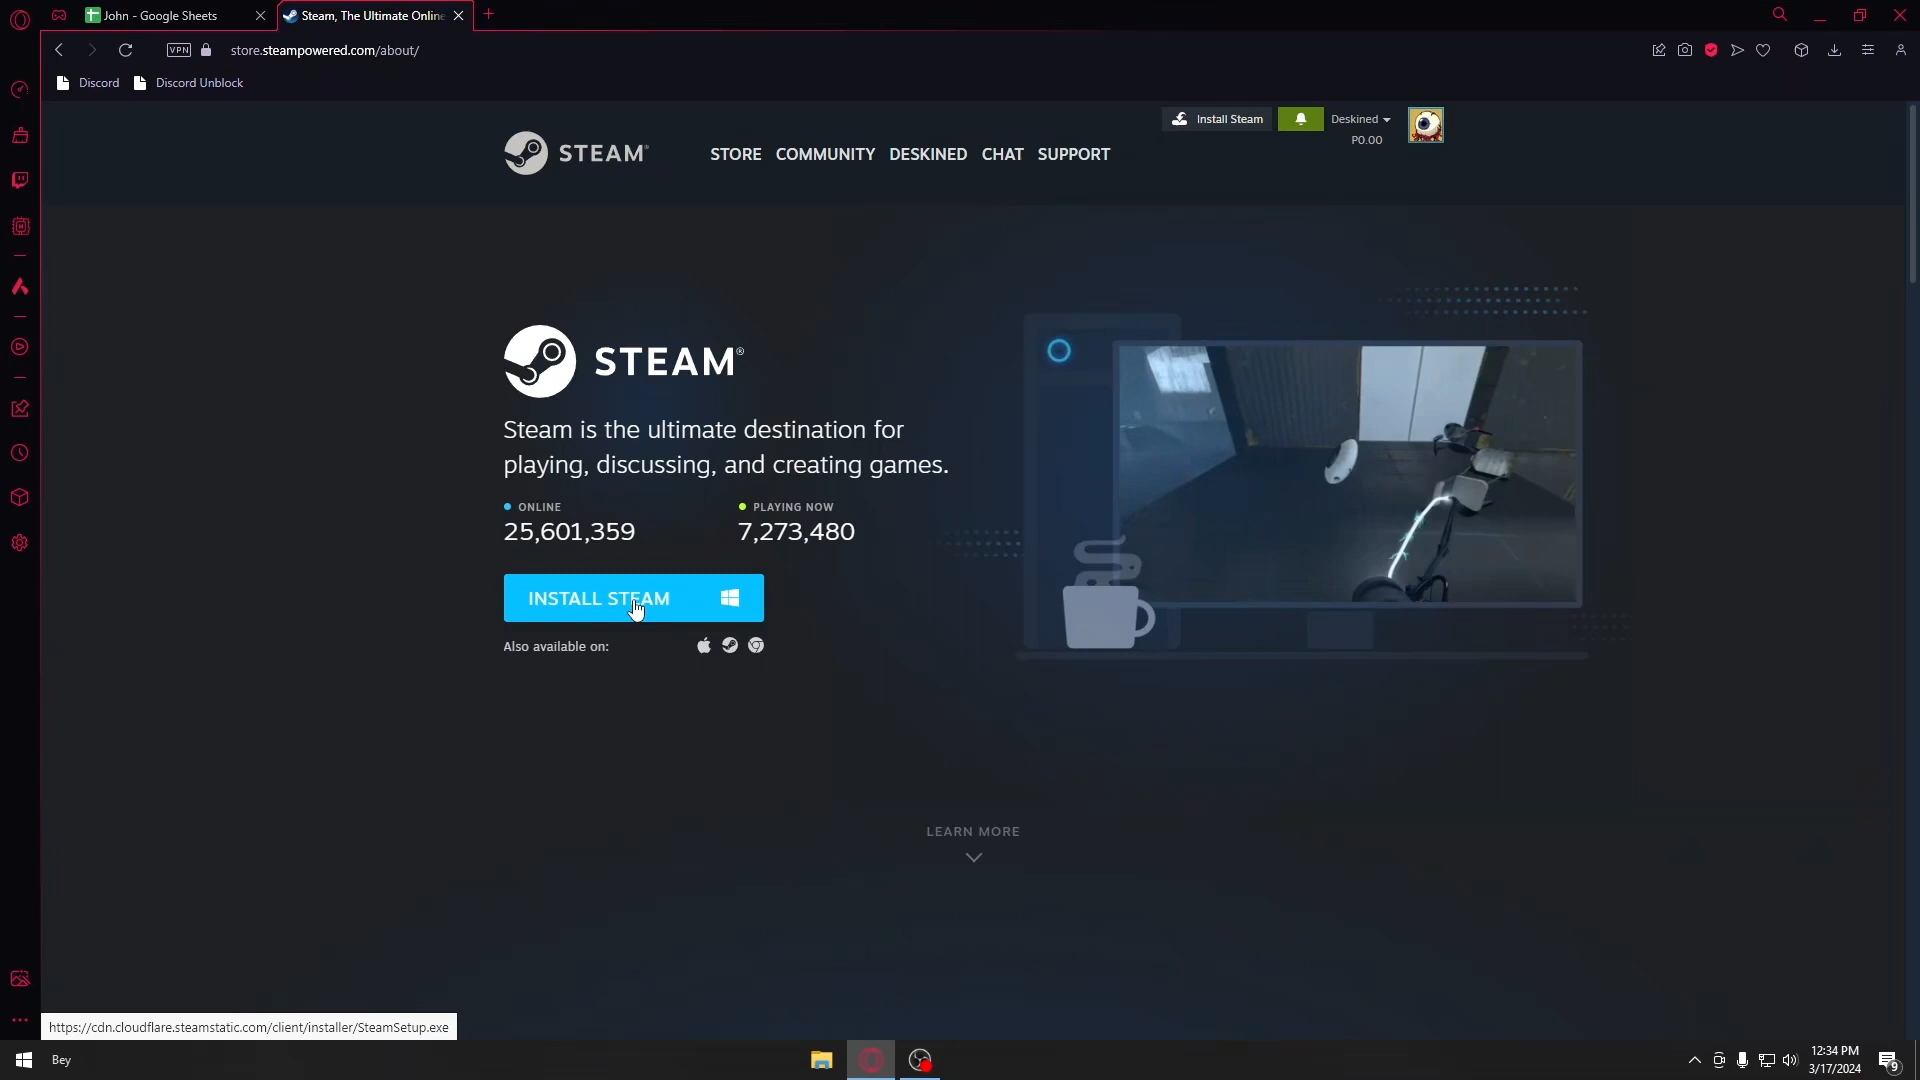 John - Google Sheets
Steam, The Ultimate Online
VPN
store.steampowered.com/about/
Discord
Discord Unblock
Install Steam
Deskined
P0.00
STEAM®
STORE COMMUNITY DESKINED CHAT SUPPORT
STEAM®
Steam is the ultimate destination for
playing, discussing, and creating games.
ONLINE
PLAYING NOW
25,601,359
7,273,480
INSTALL STEAM
Also available on:
LEARN MORE
https://cdn.cloudflare.steamstatic.com/client/installer/SteamSetup.exe
Bey
12:34 PM
3/17/2024
9